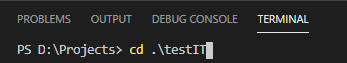 PROBLEMS OUTPUT DEBUG CONSOLE TERMINAL
PS D:\Projects> cd .\testIT